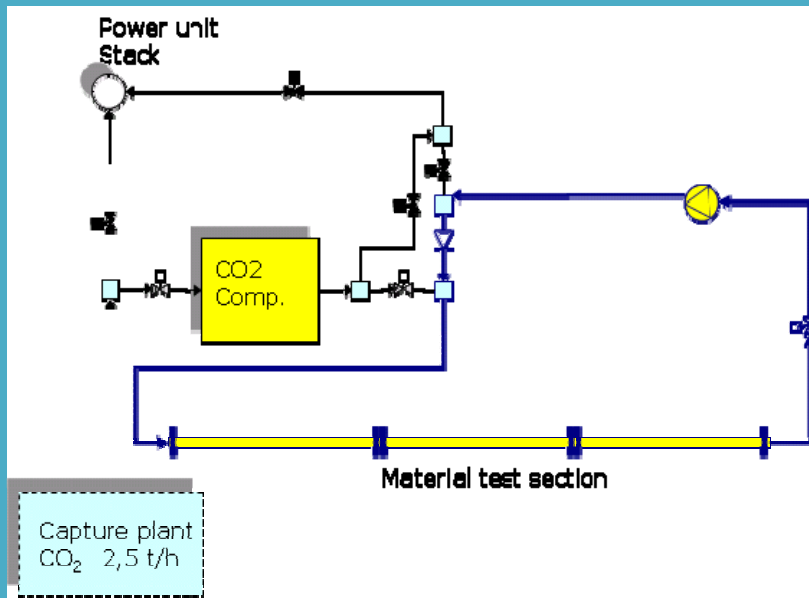 Power unit
Stack
CO2
Comp.
Material test section
Capture plant
CO₂ 2,5 t/h